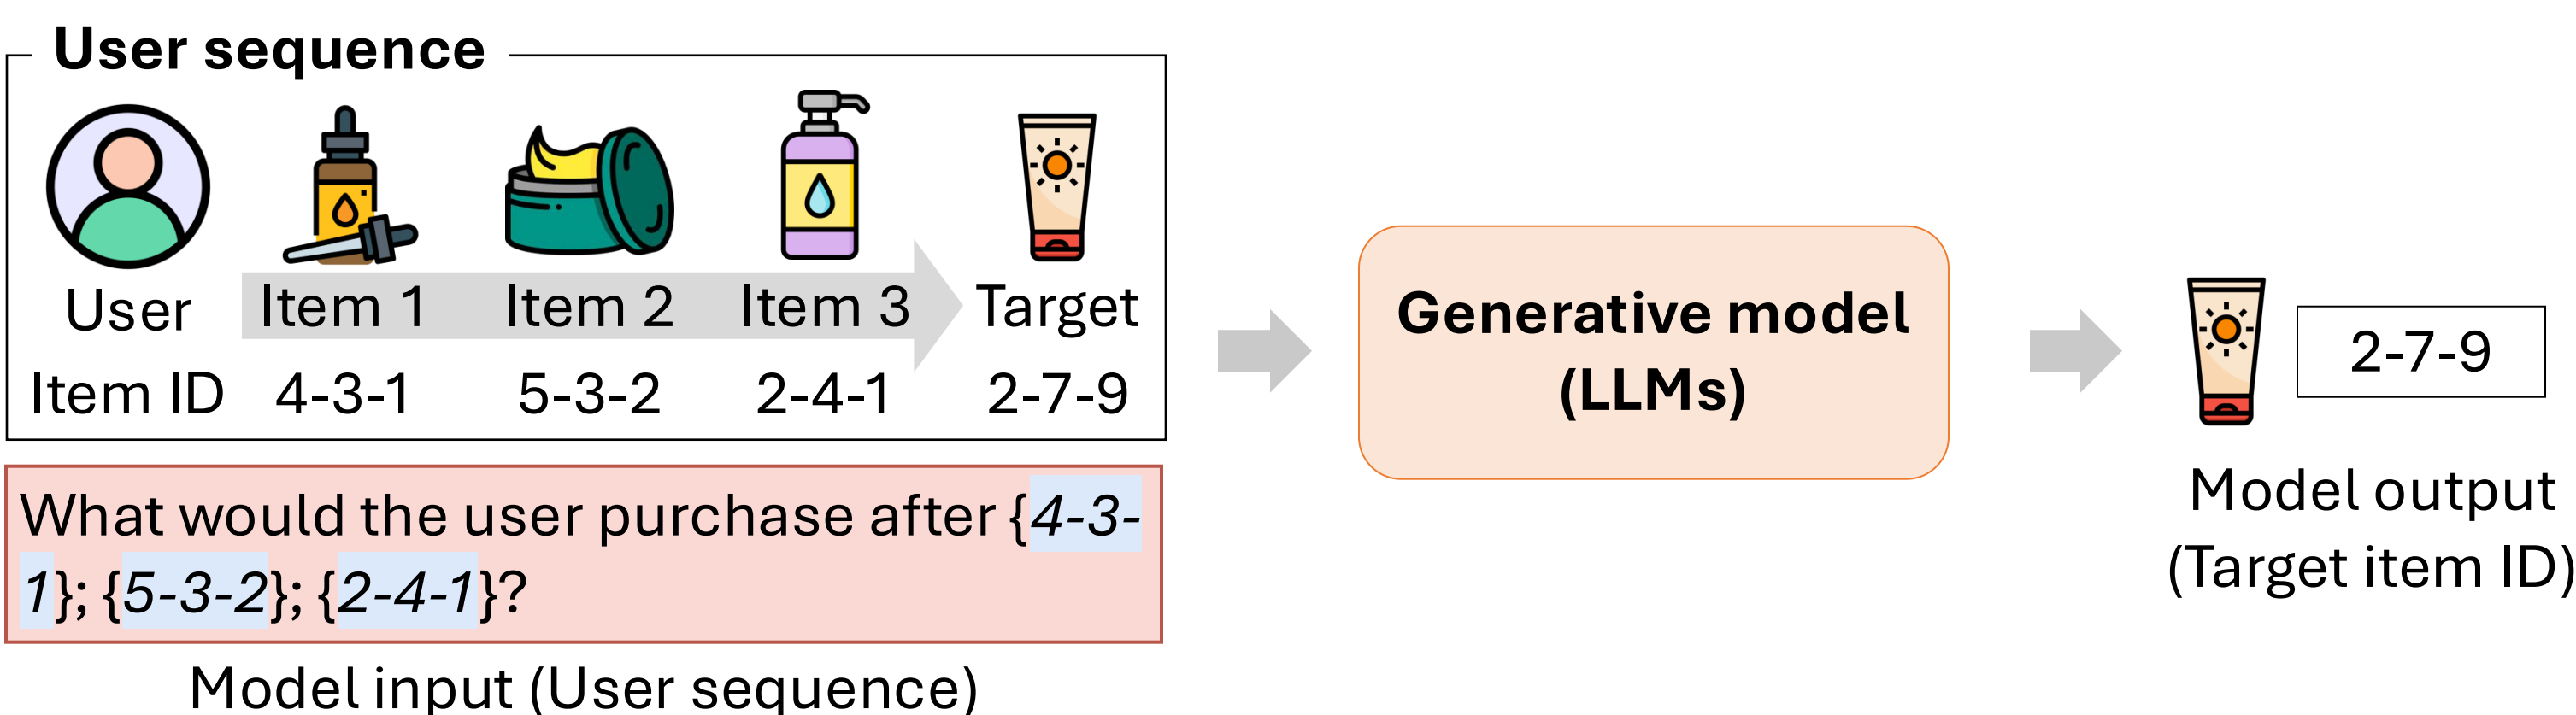 User sequence
User Item 1 Item 2 Item 3 Target
Item ID 4-3-1 5-3-2 2-4-1 2-7-9
What would the user purchase after {4-3-
1}; {5-3-2}; {2-4-1}?
Model input (User sequence)
Generative model
(LLMs)
2-7-9
Model output
(Target item ID)